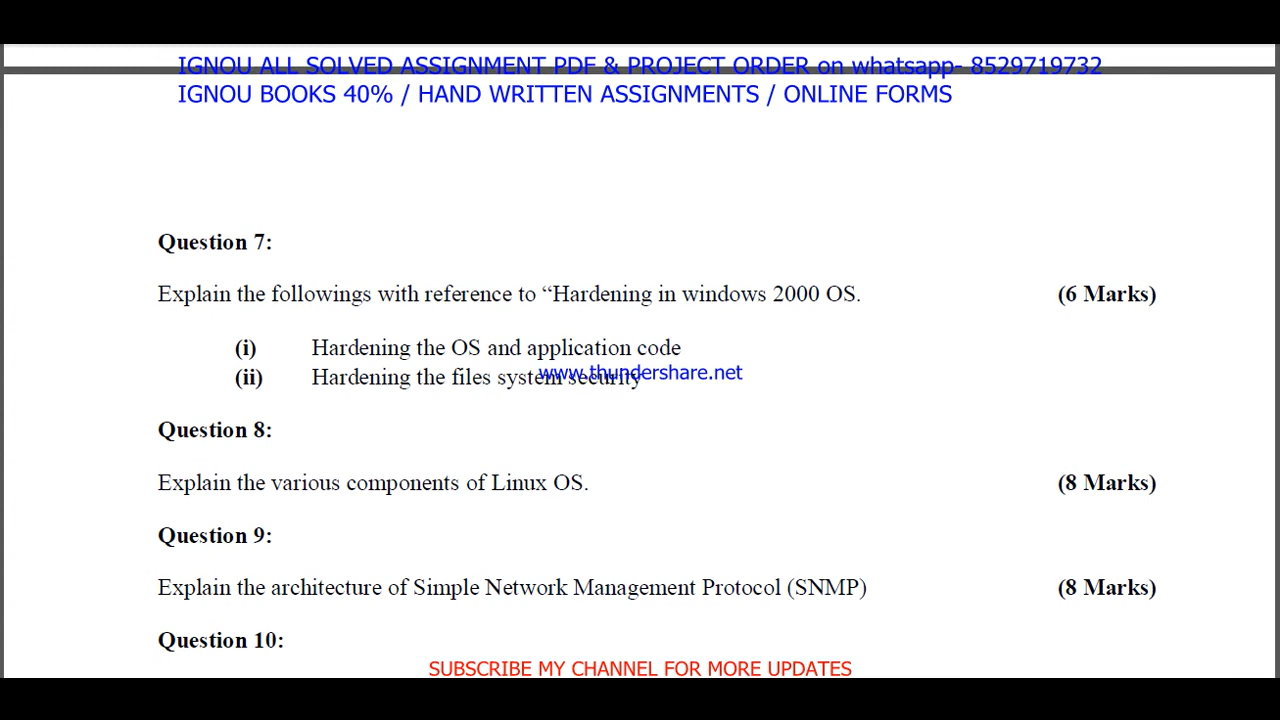 IGNOU ALL SOLVED ASSIGNMENT PDF & PROJECT ORDER on whatsapp- 8529719732
IGNOU BOOKS 40% / HAND WRITTEN ASSIGNMENTS / ONLINE FORMS
Question 7:
Explain the followings with reference to “Hardening in windows 2000 OS. (6 Marks)
(i) Hardening the OS and application code
(ii) Hardening the files system security
www.thundershare.net
Question 8:
Explain the various components of Linux OS. (8 Marks)
Question 9:
Explain the architecture of Simple Network Management Protocol (SNMP) (8 Marks)
Question 10:
SUBSCRIBE MY CHANNEL FOR MORE UPDATES